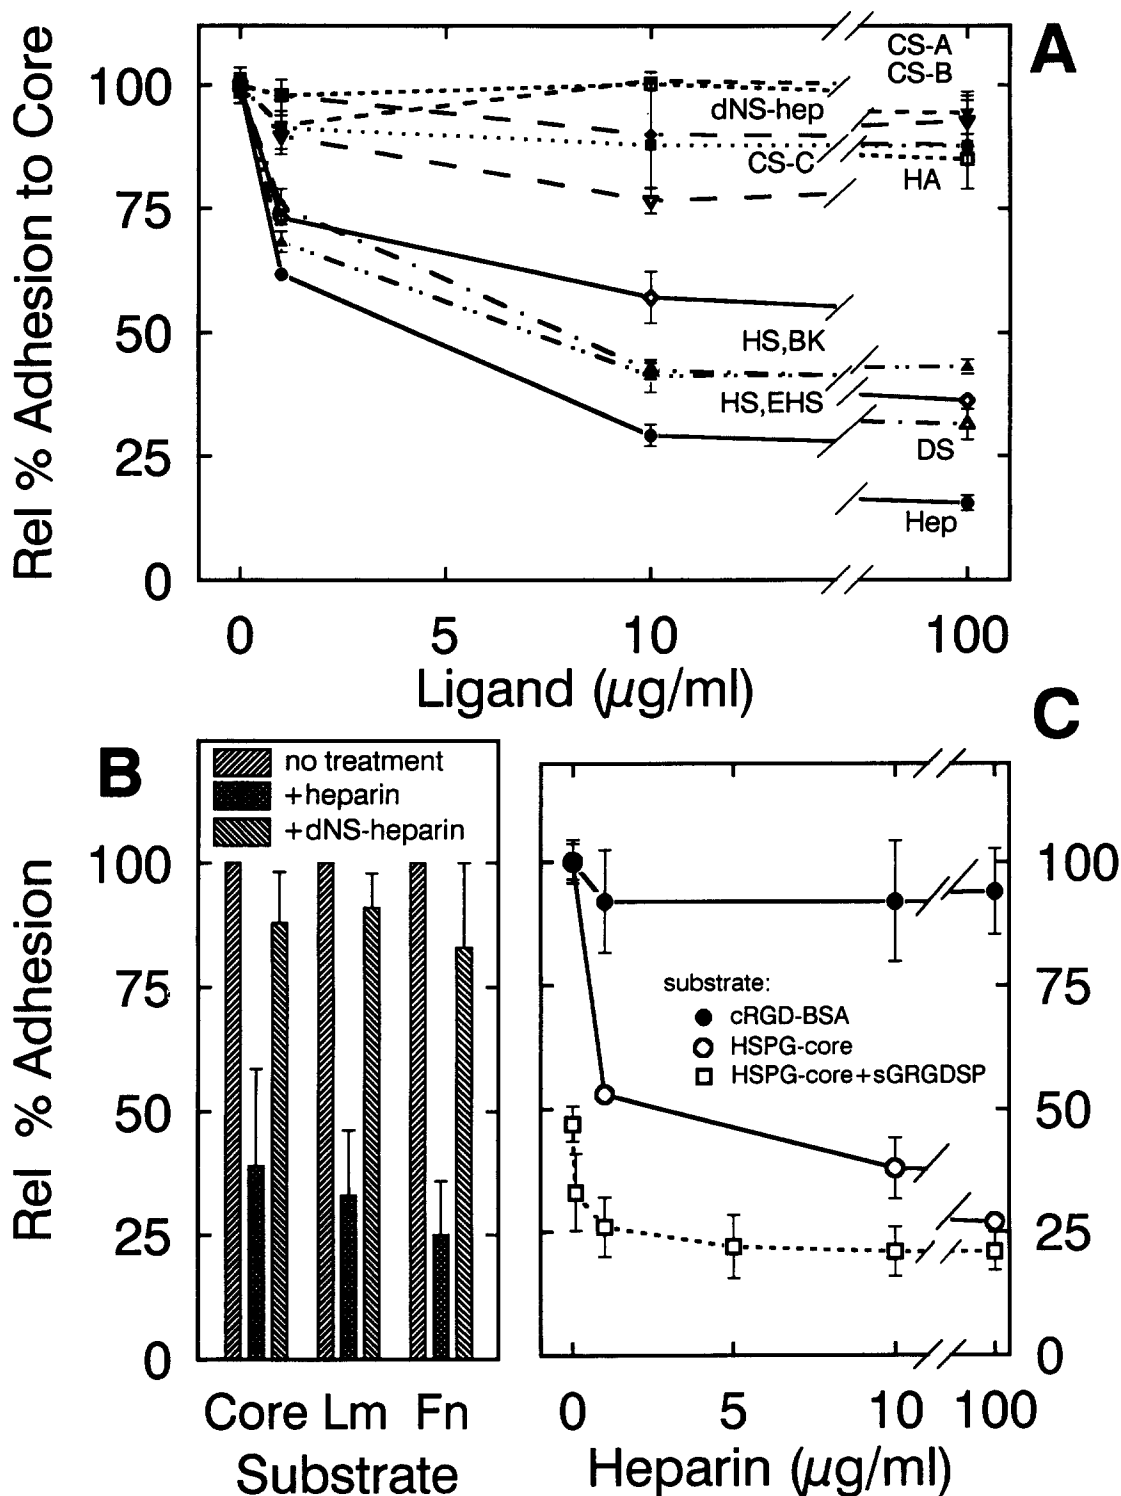 A
Rel % Adhesion to Core
100
75
50
25
0
CS-A
CS-B
dNS-hep
CS-C
HA
HS,BK
HS,EHS
DS
Hep
0 5 10 100
Ligand (μg/ml)
B
no treatment
+heparin
+dNS-heparin
Rel % Adhesion
100
75
50
25
0
Core Lm Fn
Substrate
C
substrate:
cRGD-BSA
HSPG-core
HSPG-core+sGRGDSP
100
75
50
25
0
0 5 10 100
Heparin (μg/ml)